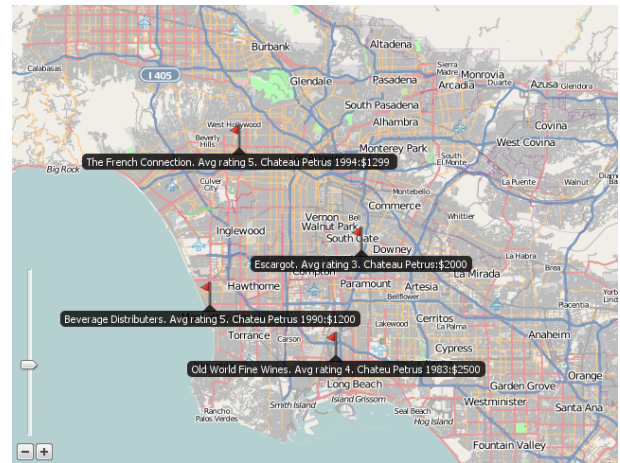 Altadena
Burbank
Sierra
Madre
Monrovia
Calabasas
I 405
Glendale
Pasadena
Duarte
Arcadia
Azusa
Glendora
South Pasadena
West Hollywood
Alhambra
Covina
Beverly
Hills
Monterey Park
West Covina
The French Connection. Avg rating 5. Chateau Petrus 1994:$1299
South
El Monte
Big Rock
Culver
City
La Puente
Walnut
Montebello
Commerce
Vernon
Bell
Whittier
Walnut Park
Inglewood
South Gate
Downey
La Habra
Escargot. Avg rating 3. Chateau Petrus:$2000
Brea
Compton
La Mirada
Hawthorne
Paramount
Artesia
Bellflower
Placentia
Beverage Distributers. Avg rating 5. Chateu Petrus 1990:$1200
Cerritos
Lakewood
La Palma
Torrance
Carson
Anaheim
Cypress
Old World Fine Wines. Avg rating 4. Chateu Petrus 1983:$2500
Orange
Long Beach
Garden Grove
Rancho
Palos Verdes
Smith Island
Island Grissom
Westminister
Seal Beach
Santa Ana
Hog Island
Fountain Valley